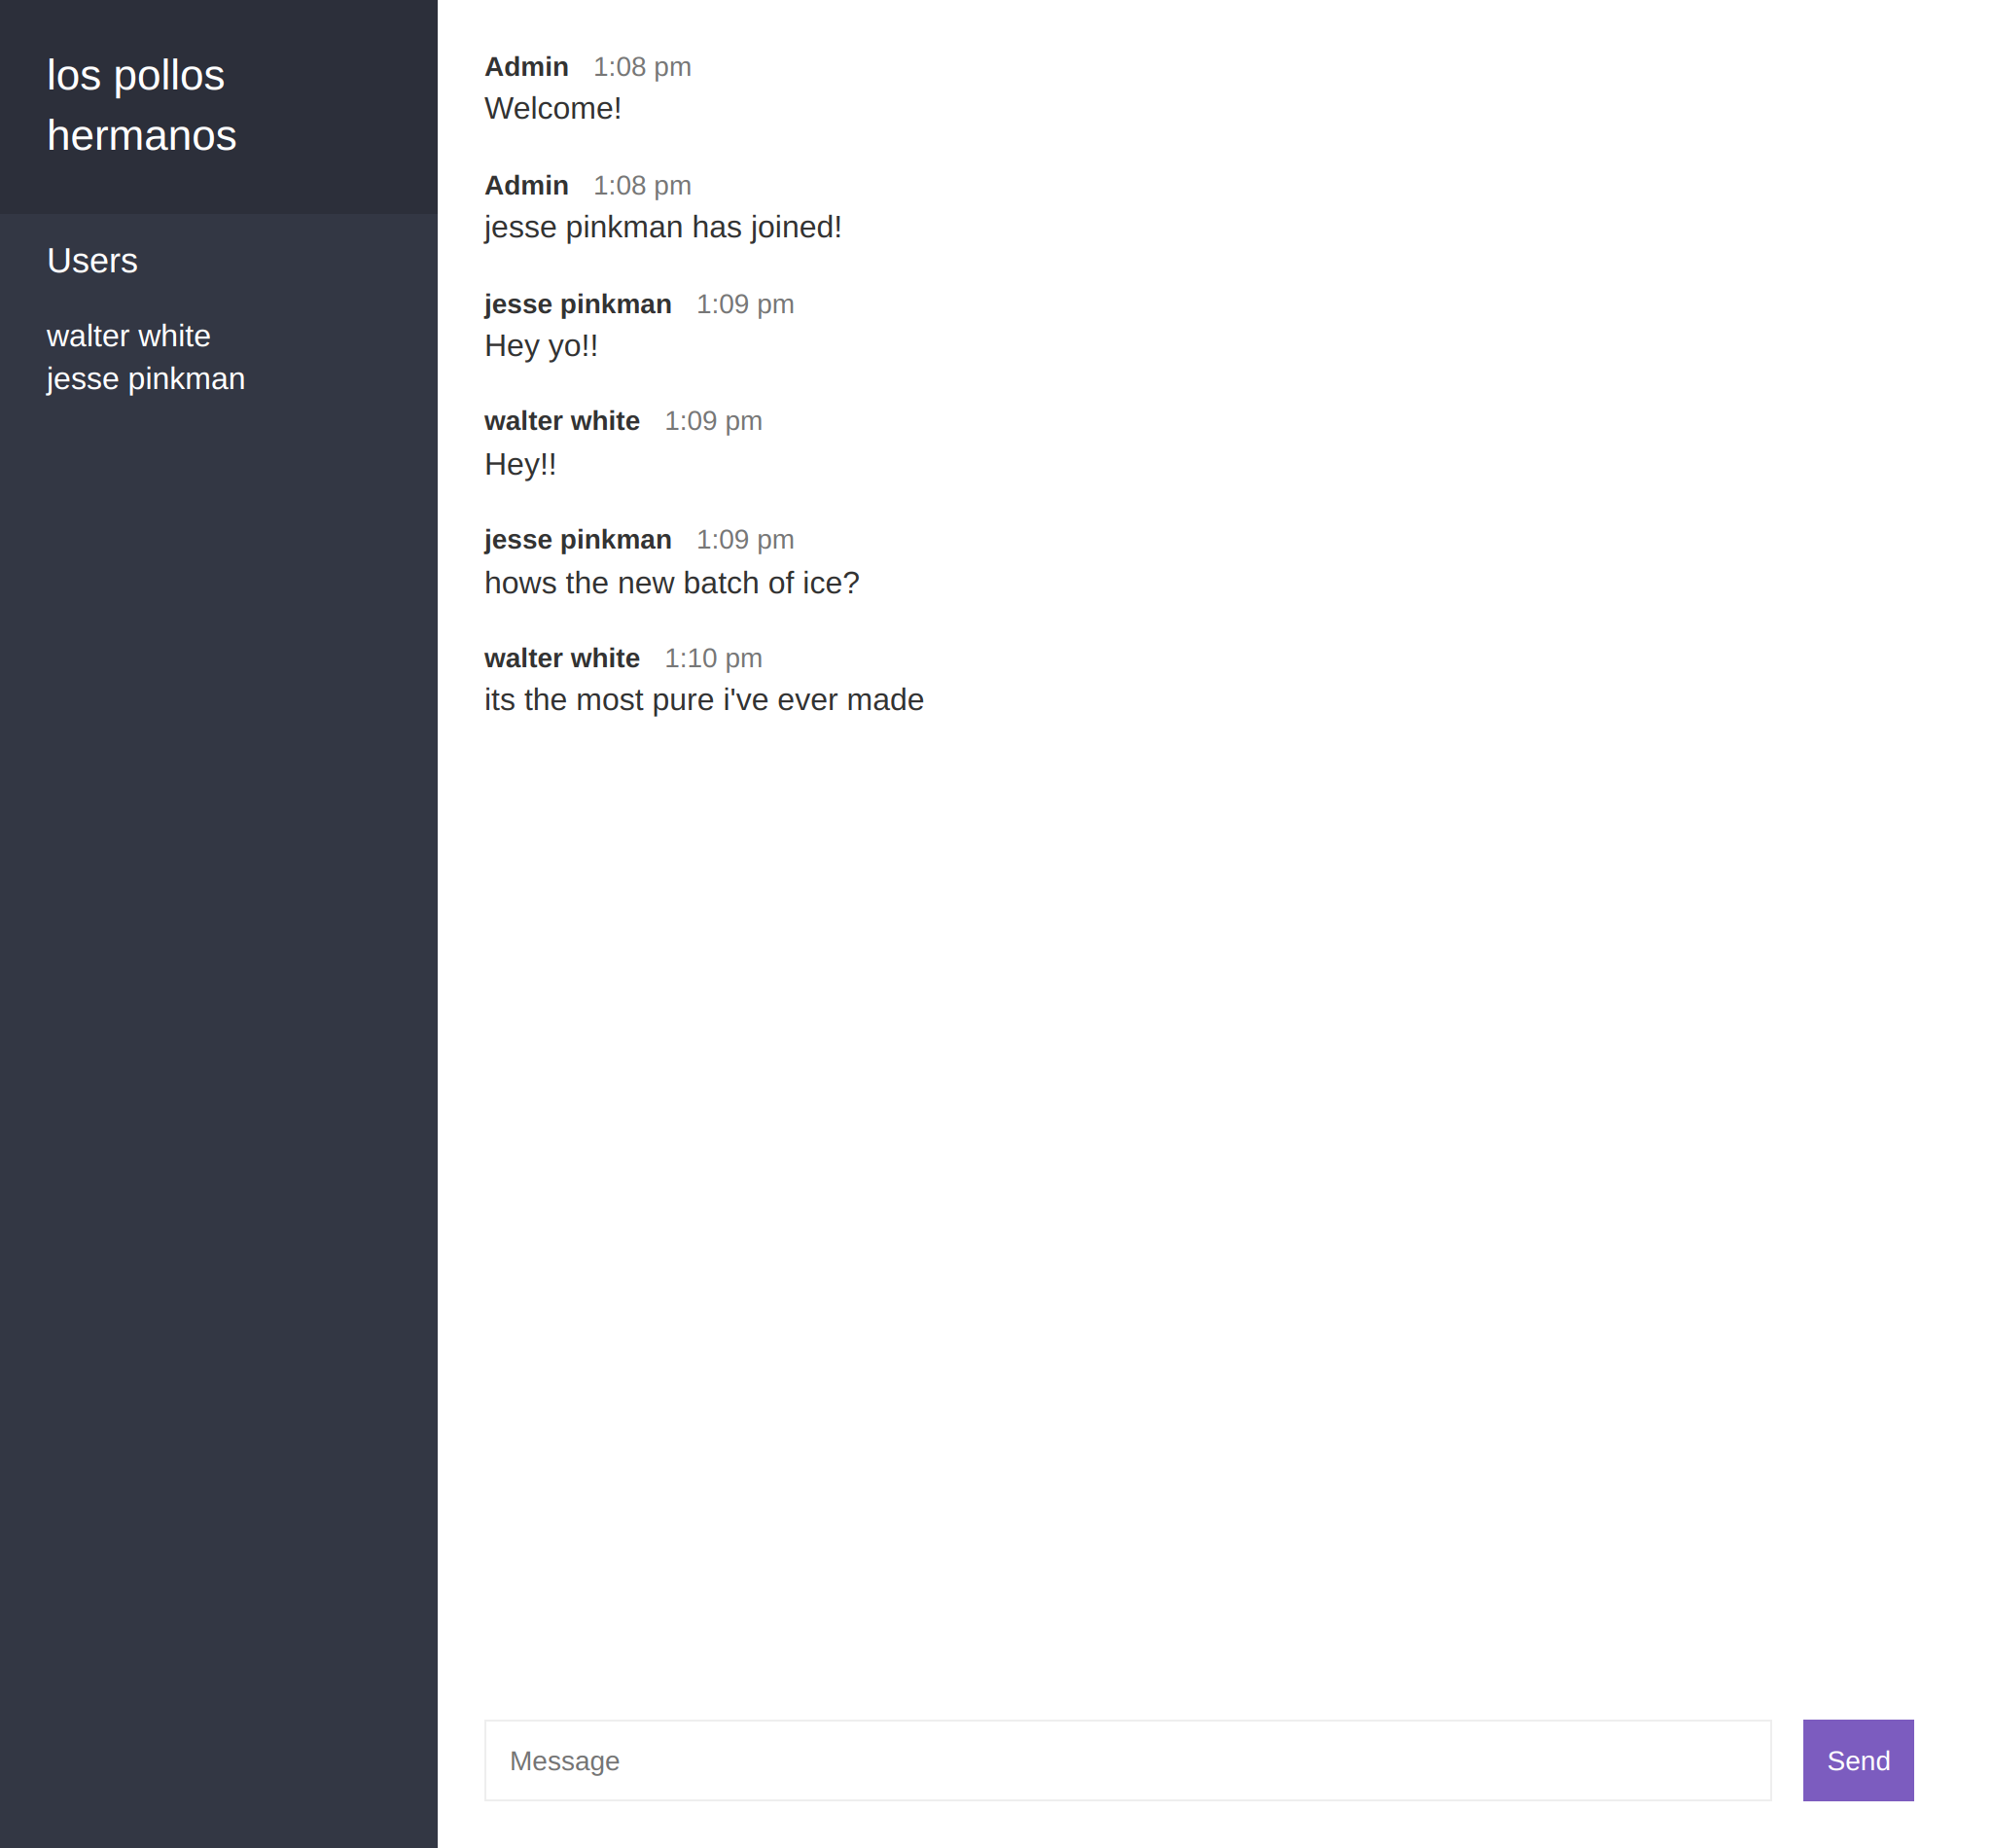 los pollos
hermanos
Users
walter white
jesse pinkman
Admin 1:08 pm
Welcome!
Admin 1:08 pm
jesse pinkman has joined!
jesse pinkman 1:09 pm
Hey yo!!
walter white 1:09 pm
Hey!!
jesse pinkman 1:09 pm
hows the new batch of ice?
walter white 1:10 pm
its the most pure i've ever made
Message
Send